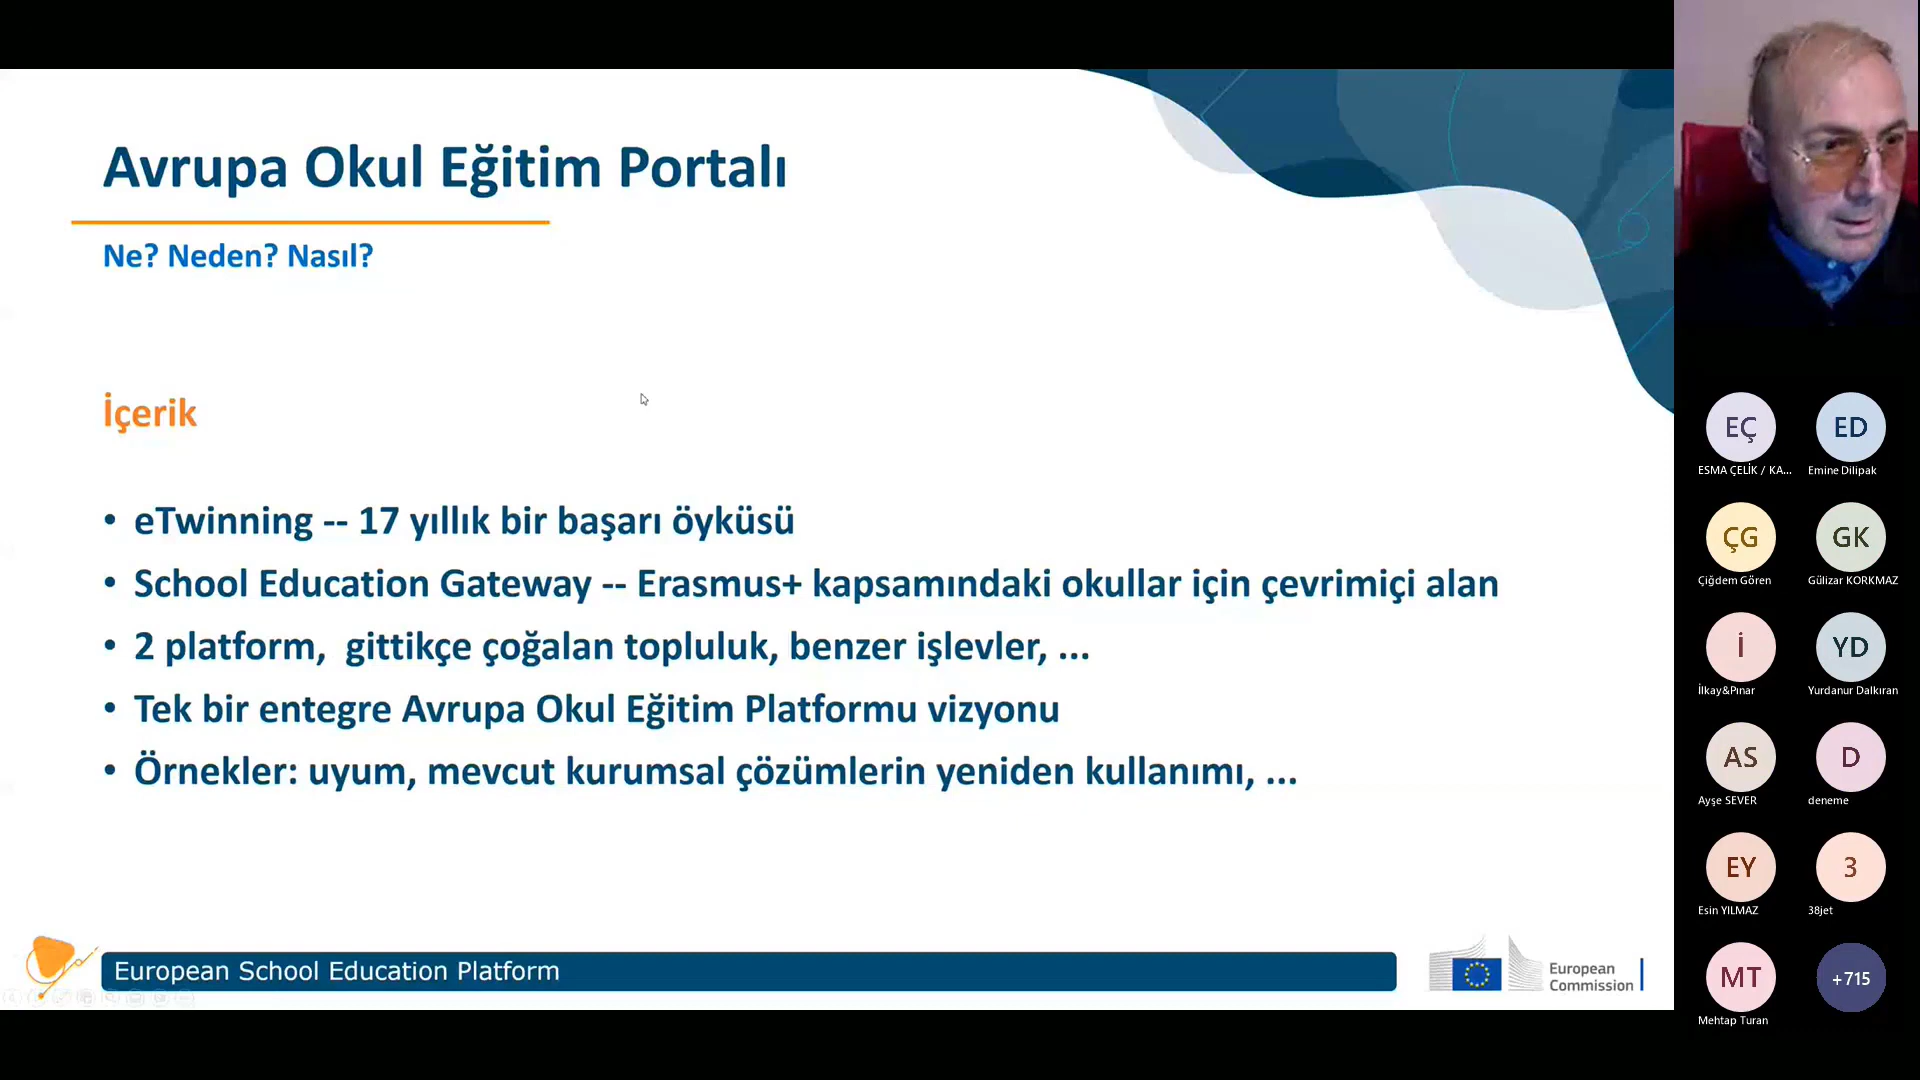 Avrupa Okul Eğitim Portalı
Ne? Neden? Nasıl?
İçerik
• eTwinning -- 17 yıllık bir başarı öyküsü
• School Education Gateway -- Erasmus+ kapsamındaki okullar için çevrimiçi alan
• 2 platform,  gittikçe çoğalan topluluk, benzer işlevler, ...
• Tek bir entegre Avrupa Okul Eğitim Platformu vizyonu
• Örnekler: uyum, mevcut kurumsal çözümlerin yeniden kullanımı, ...
European School Education Platform
European
Commission
EÇ
ESMA ÇELİK / KA...
ED
Emine Dilipak
ÇG
Çiğdem Gören
GK
Gülizar KORKMAZ
İ
İlkay&Pınar
YD
Yurdanur Dalkıran
AS
Ayşe SEVER
D
deneme
EY
Esin YILMAZ
3
38jet
MT
Mehtap Turan
+715